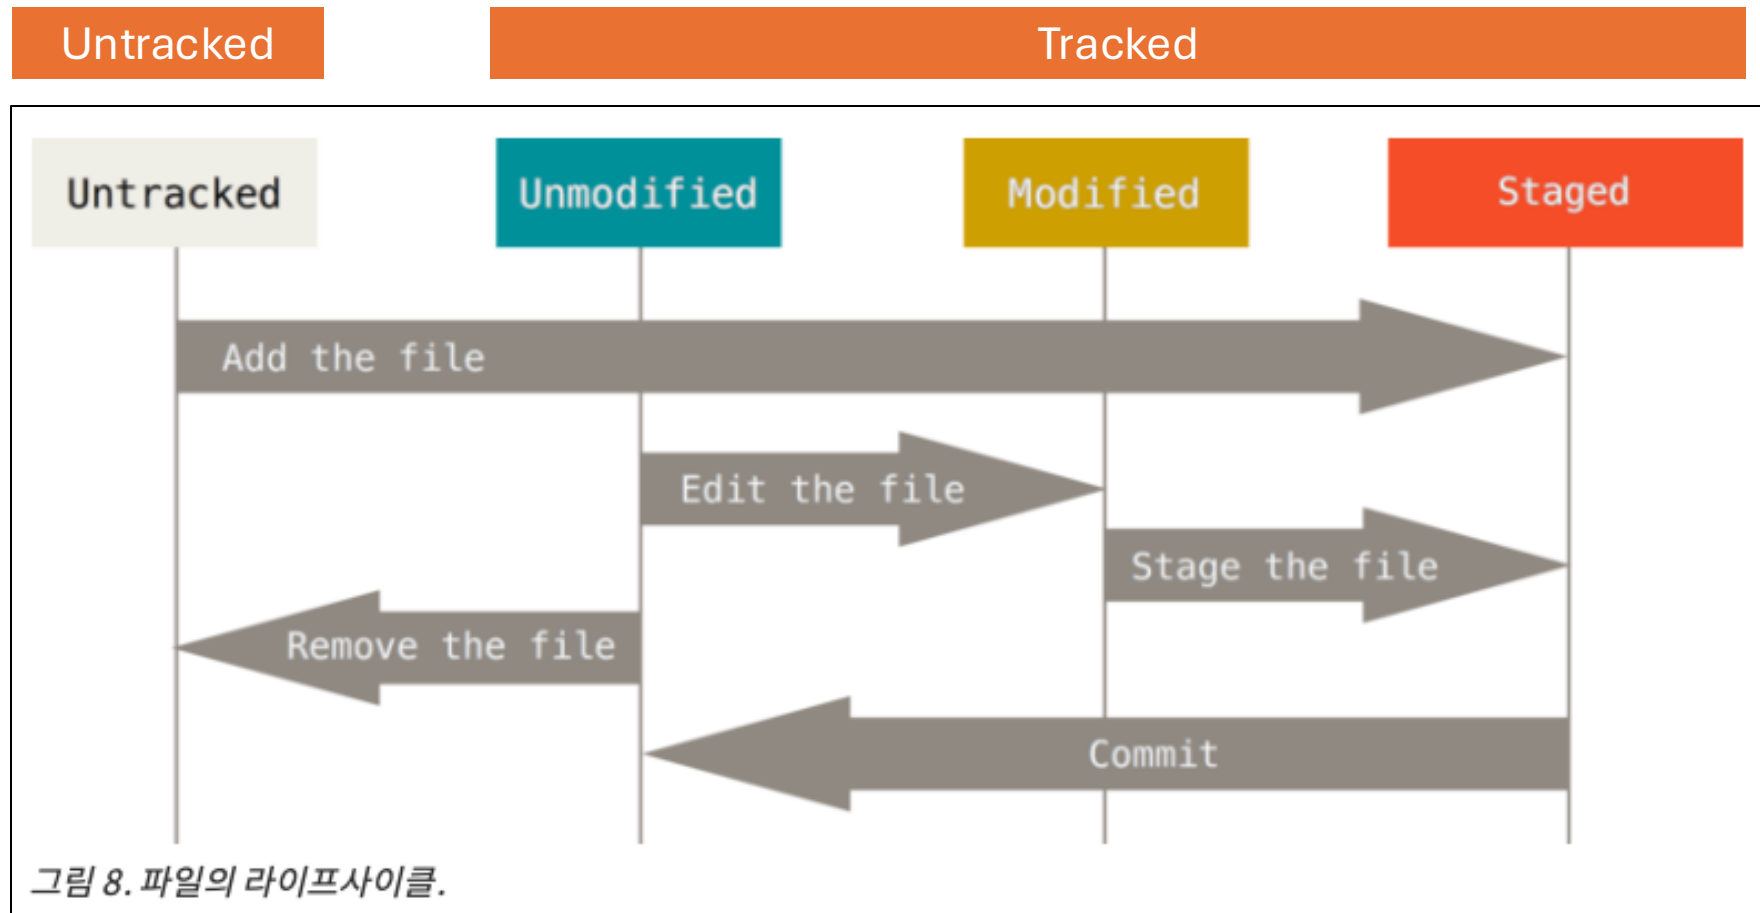 Untracked
Tracked
Untracked
Unmodified
Modified
Staged
Add the file
Edit the file
Stage the file
Remove the file
Commit
그림 8. 파일의 라이프사이클.